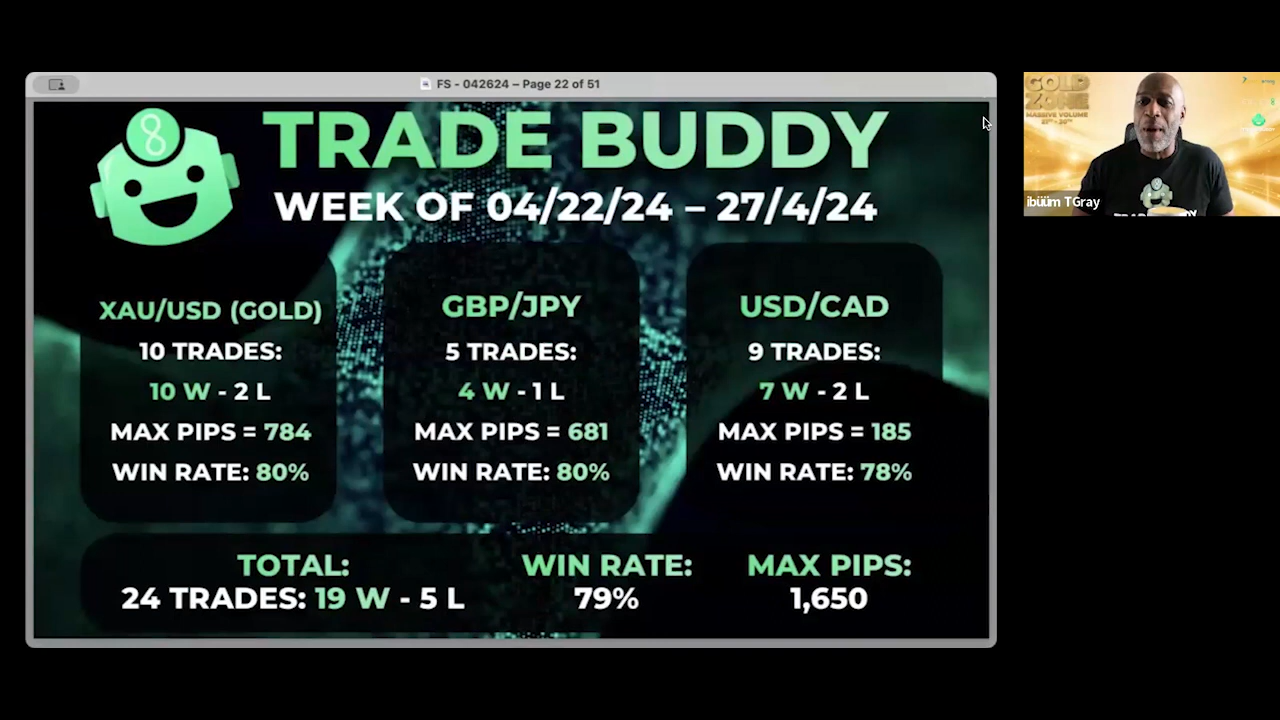 FS - 042624 – Page 22 of 51
TRADE BUDDY
WEEK OF 04/22/24 – 27/4/24
XAU/USD (GOLD)
10 TRADES:
10 W - 2 L
MAX PIPS = 784
WIN RATE: 80%
GBP/JPY
5 TRADES:
4 W - 1 L
MAX PIPS = 681
WIN RATE: 80%
USD/CAD
9 TRADES:
7 W - 2 L
MAX PIPS = 185
WIN RATE: 78%
TOTAL:
24 TRADES: 19 W - 5 L
WIN RATE:
79%
MAX PIPS:
1,650
GOLD
ZONE
MASSIVE VOLUME
ibüüm TGray